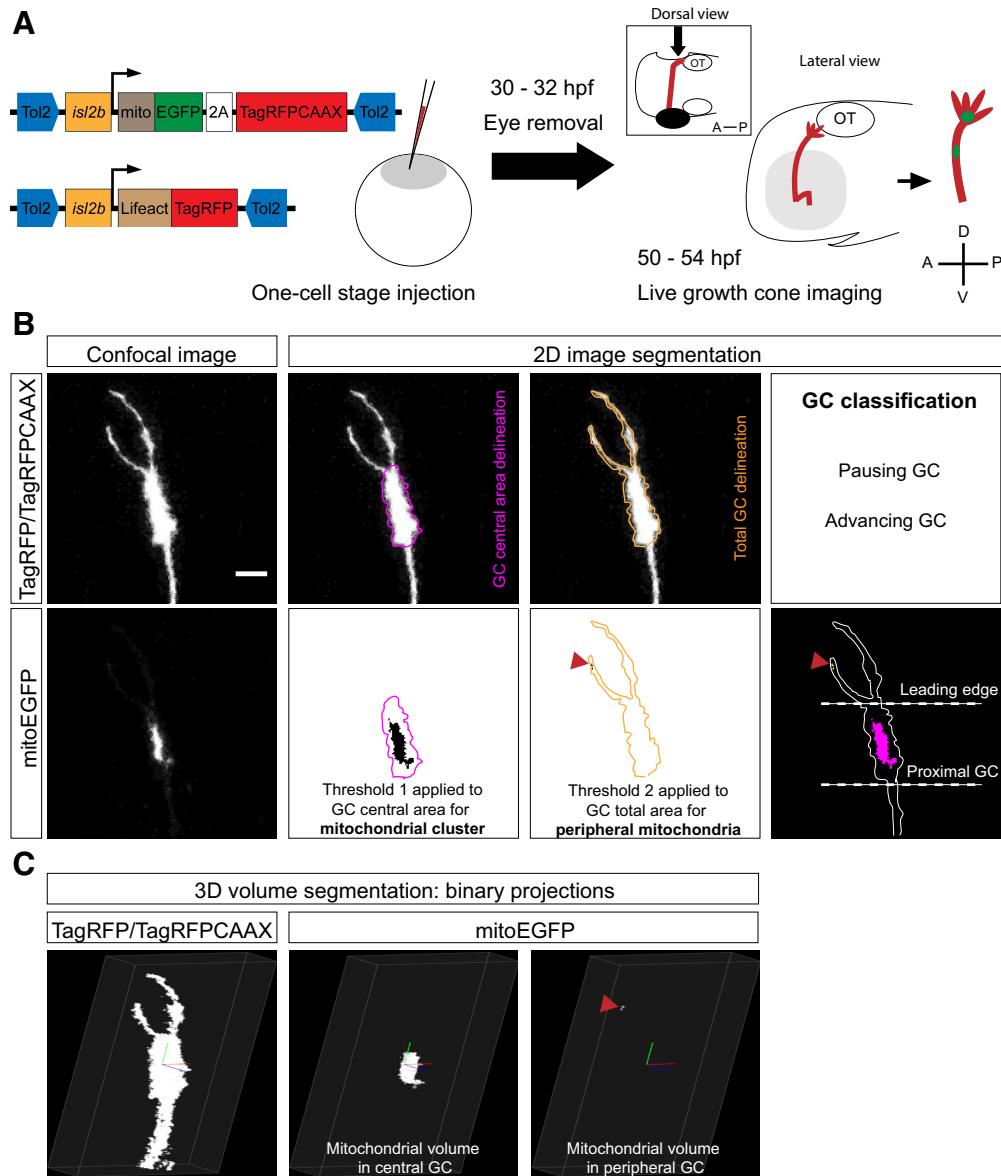 A
Tol2 isl2b mito EGFP 2A TagRFPCAAX Tol2
Tol2 isl2b Lifeact TagRFP Tol2
One-cell stage injection
30 - 32 hpf
Eye removal
Dorsal view
OT
A P
Lateral view
OT
50 - 54 hpf
Live growth cone imaging
D
A P
V
B
Confocal image
2D image segmentation
TagRFP/TagRFPCAAX
GC central area delineation
Total GC delineation
GC classification
Pausing GC
Advancing GC
mitoEGFP
Threshold 1 applied to
GC central area for
mitochondrial cluster
Threshold 2 applied to
GC total area for
peripheral mitochondria
Leading edge
Proximal GC
C
3D volume segmentation: binary projections
TagRFP/TagRFPCAAX
mitoEGFP
Mitochondrial volume
in central GC
Mitochondrial volume
in peripheral GC